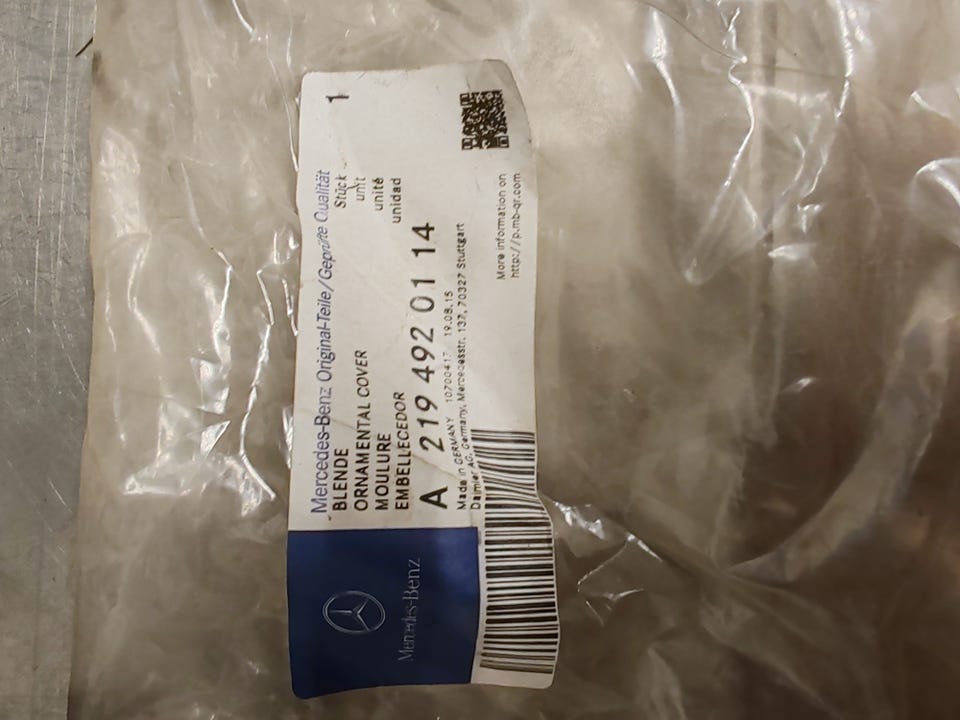 Mercedes-Benz Original-Teile/Geprüfte Qualität
BLENDE
ORNAMENTAL COVER
MOULURE
EMBELLECEDOR
1
Stück
unit
unité
unidad
A 219 492 01 14
Made in GERMANY 10700417 19.08.15
Daimler AG, Germany, Mercedesstr. 137, 70327 Stuttgart
More information on
http://p.mb-qr.com
Mercedes-Benz